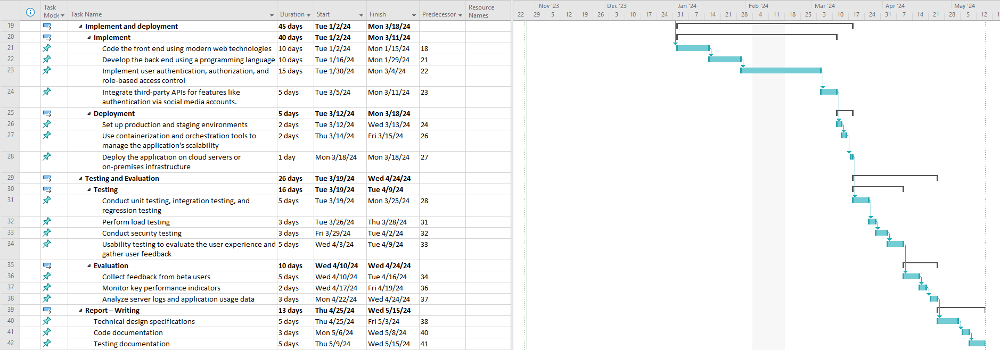 Task Mode Task Name Duration Start Finish Predecessor Resource Names
Nov '23 Dec '23 Jan '24 Feb '24 Mar '24 Apr '24 May '24
22 29 5 12 19 26 3 10 17 24 31 7 14 21 28 4 11 18 25 3 10 17 24 31 7 14 21 28 5 12 1
19 Implement and deployment 45 days Tue 1/2/24 Mon 3/18/24
20 Implement 40 days Tue 1/2/24 Mon 3/11/24
21 Code the front end using modern web technologies 10 days Tue 1/2/24 Mon 1/15/24 18
22 Develop the back end using a programming language 10 days Tue 1/16/24 Mon 1/29/24 21
23 Implement user authentication, authorization, and 15 days Tue 1/30/24 Mon 3/4/24 22
role-based access control
24 Integrate third-party APIs for features like 5 days Tue 3/5/24 Mon 3/11/24 23
authentication via social media accounts.
25 Deployment 5 days Tue 3/12/24 Mon 3/18/24
26 Set up production and staging environments 2 days Tue 3/12/24 Wed 3/13/24 24
27 Use containerization and orchestration tools to 2 days Thu 3/14/24 Fri 3/15/24 26
manage the application's scalability
28 Deploy the application on cloud servers or 1 day Mon 3/18/24 Mon 3/18/24 27
on-premises infrastructure
29 Testing and Evaluation 26 days Tue 3/19/24 Wed 4/24/24
30 Testing 16 days Tue 3/19/24 Tue 4/9/24
31 Conduct unit testing, integration testing, and 5 days Tue 3/19/24 Mon 3/25/24 28
regression testing
32 Perform load testing 3 days Tue 3/26/24 Thu 3/28/24 31
33 Conduct security testing 3 days Fri 3/29/24 Tue 4/2/24 32
34 Usability testing to evaluate the user experience and 5 days Wed 4/3/24 Tue 4/9/24 33
gather user feedback
35 Evaluation 10 days Wed 4/10/24 Wed 4/24/24
36 Collect feedback from beta users 5 days Wed 4/10/24 Tue 4/16/24 34
37 Monitor key performance indicators 2 days Wed 4/17/24 Fri 4/19/24 36
38 Analyze server logs and application usage data 3 days Mon 4/22/24 Wed 4/24/24 37
39 Report – Writing 13 days Thu 4/25/24 Wed 5/15/24
40 Technical design specifications 5 days Thu 4/25/24 Fri 5/3/24 38
41 Code documentation 3 days Mon 5/6/24 Wed 5/8/24 40
42 Testing documentation 5 days Thu 5/9/24 Wed 5/15/24 41